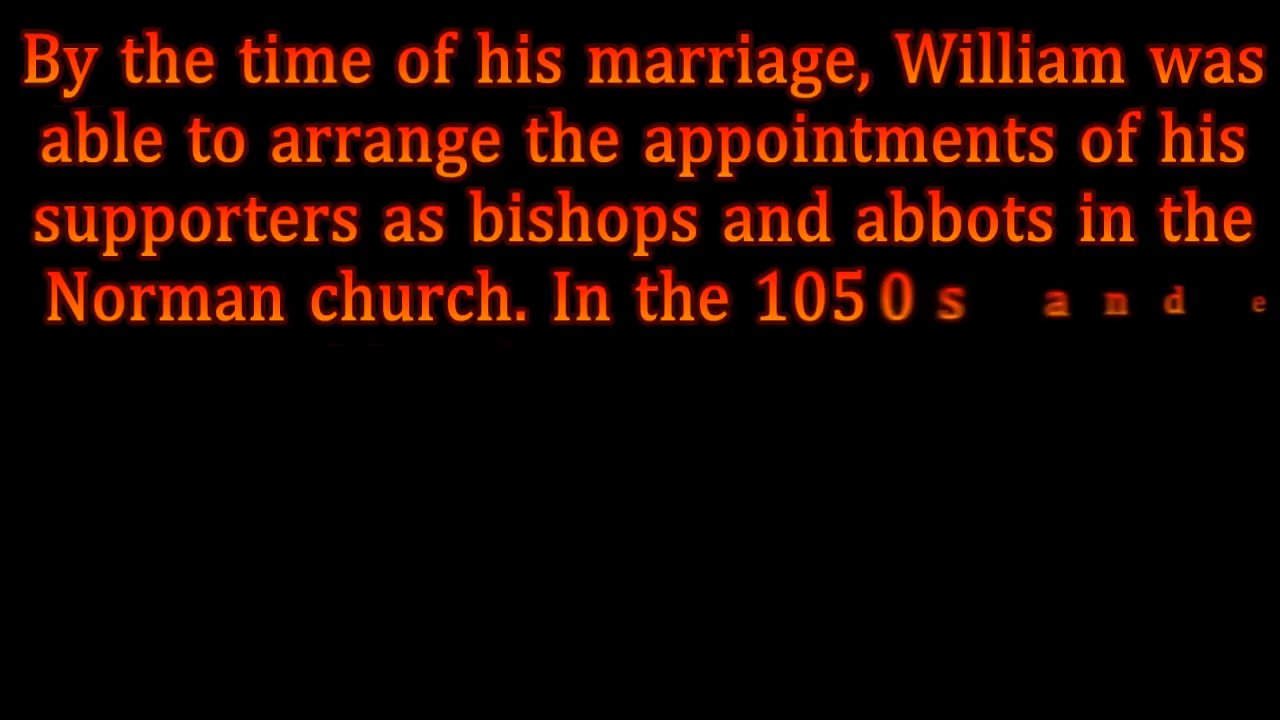 By the time of his marriage, William was
able to arrange the appointments of his
supporters as bishops and abbots in the
Norman church. In the 1050s and e